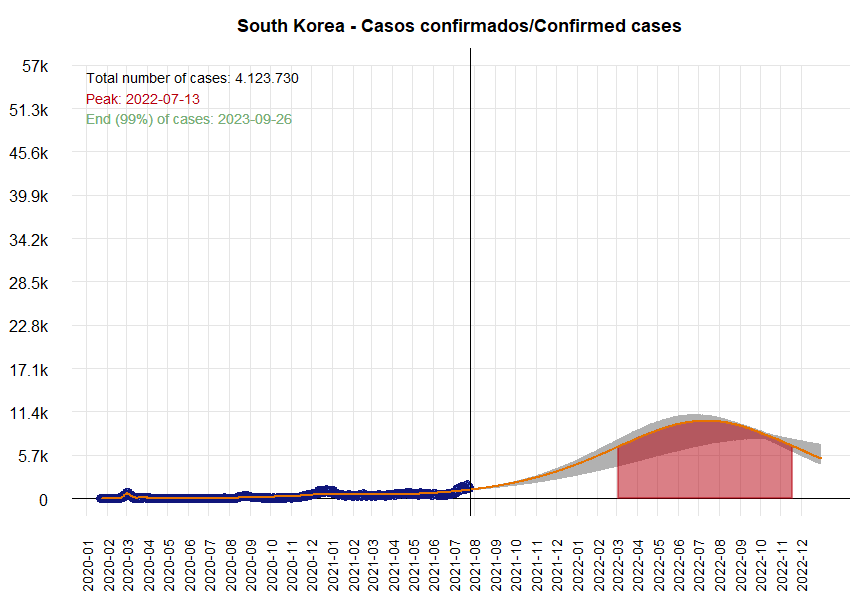 South Korea - Casos confirmados/Confirmed cases
57k
Total number of cases: 4.123.730
Peak: 2022-07-13
End (99%) of cases: 2023-09-26
51.3k
45.6k
39.9k
34.2k
28.5k
22.8k
17.1k
11.4k
5.7k
0
2020-01
2020-02
2020-03
2020-04
2020-05
2020-06
2020-07
2020-08
2020-09
2020-10
2020-11
2020-12
2021-01
2021-02
2021-03
2021-04
2021-05
2021-06
2021-07
2021-08
2021-09
2021-10
2021-11
2021-12
2022-01
2022-02
2022-03
2022-04
2022-05
2022-06
2022-07
2022-08
2022-09
2022-10
2022-11
2022-12